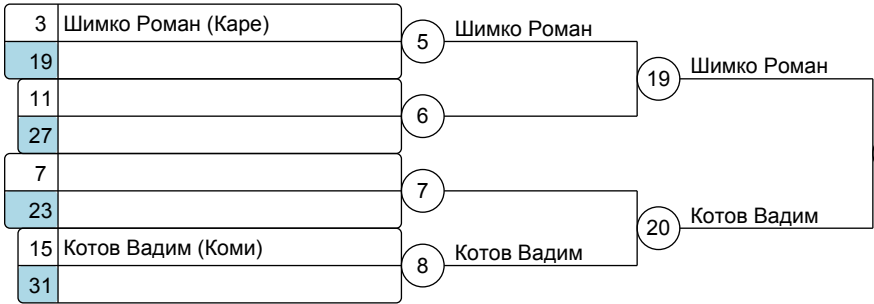 3 Шимко Роман (Каре)
19
5 Шимко Роман
11
27
6
19 Шимко Роман
7
23
7
15 Котов Вадим (Коми)
31
8 Котов Вадим
20 Котов Вадим